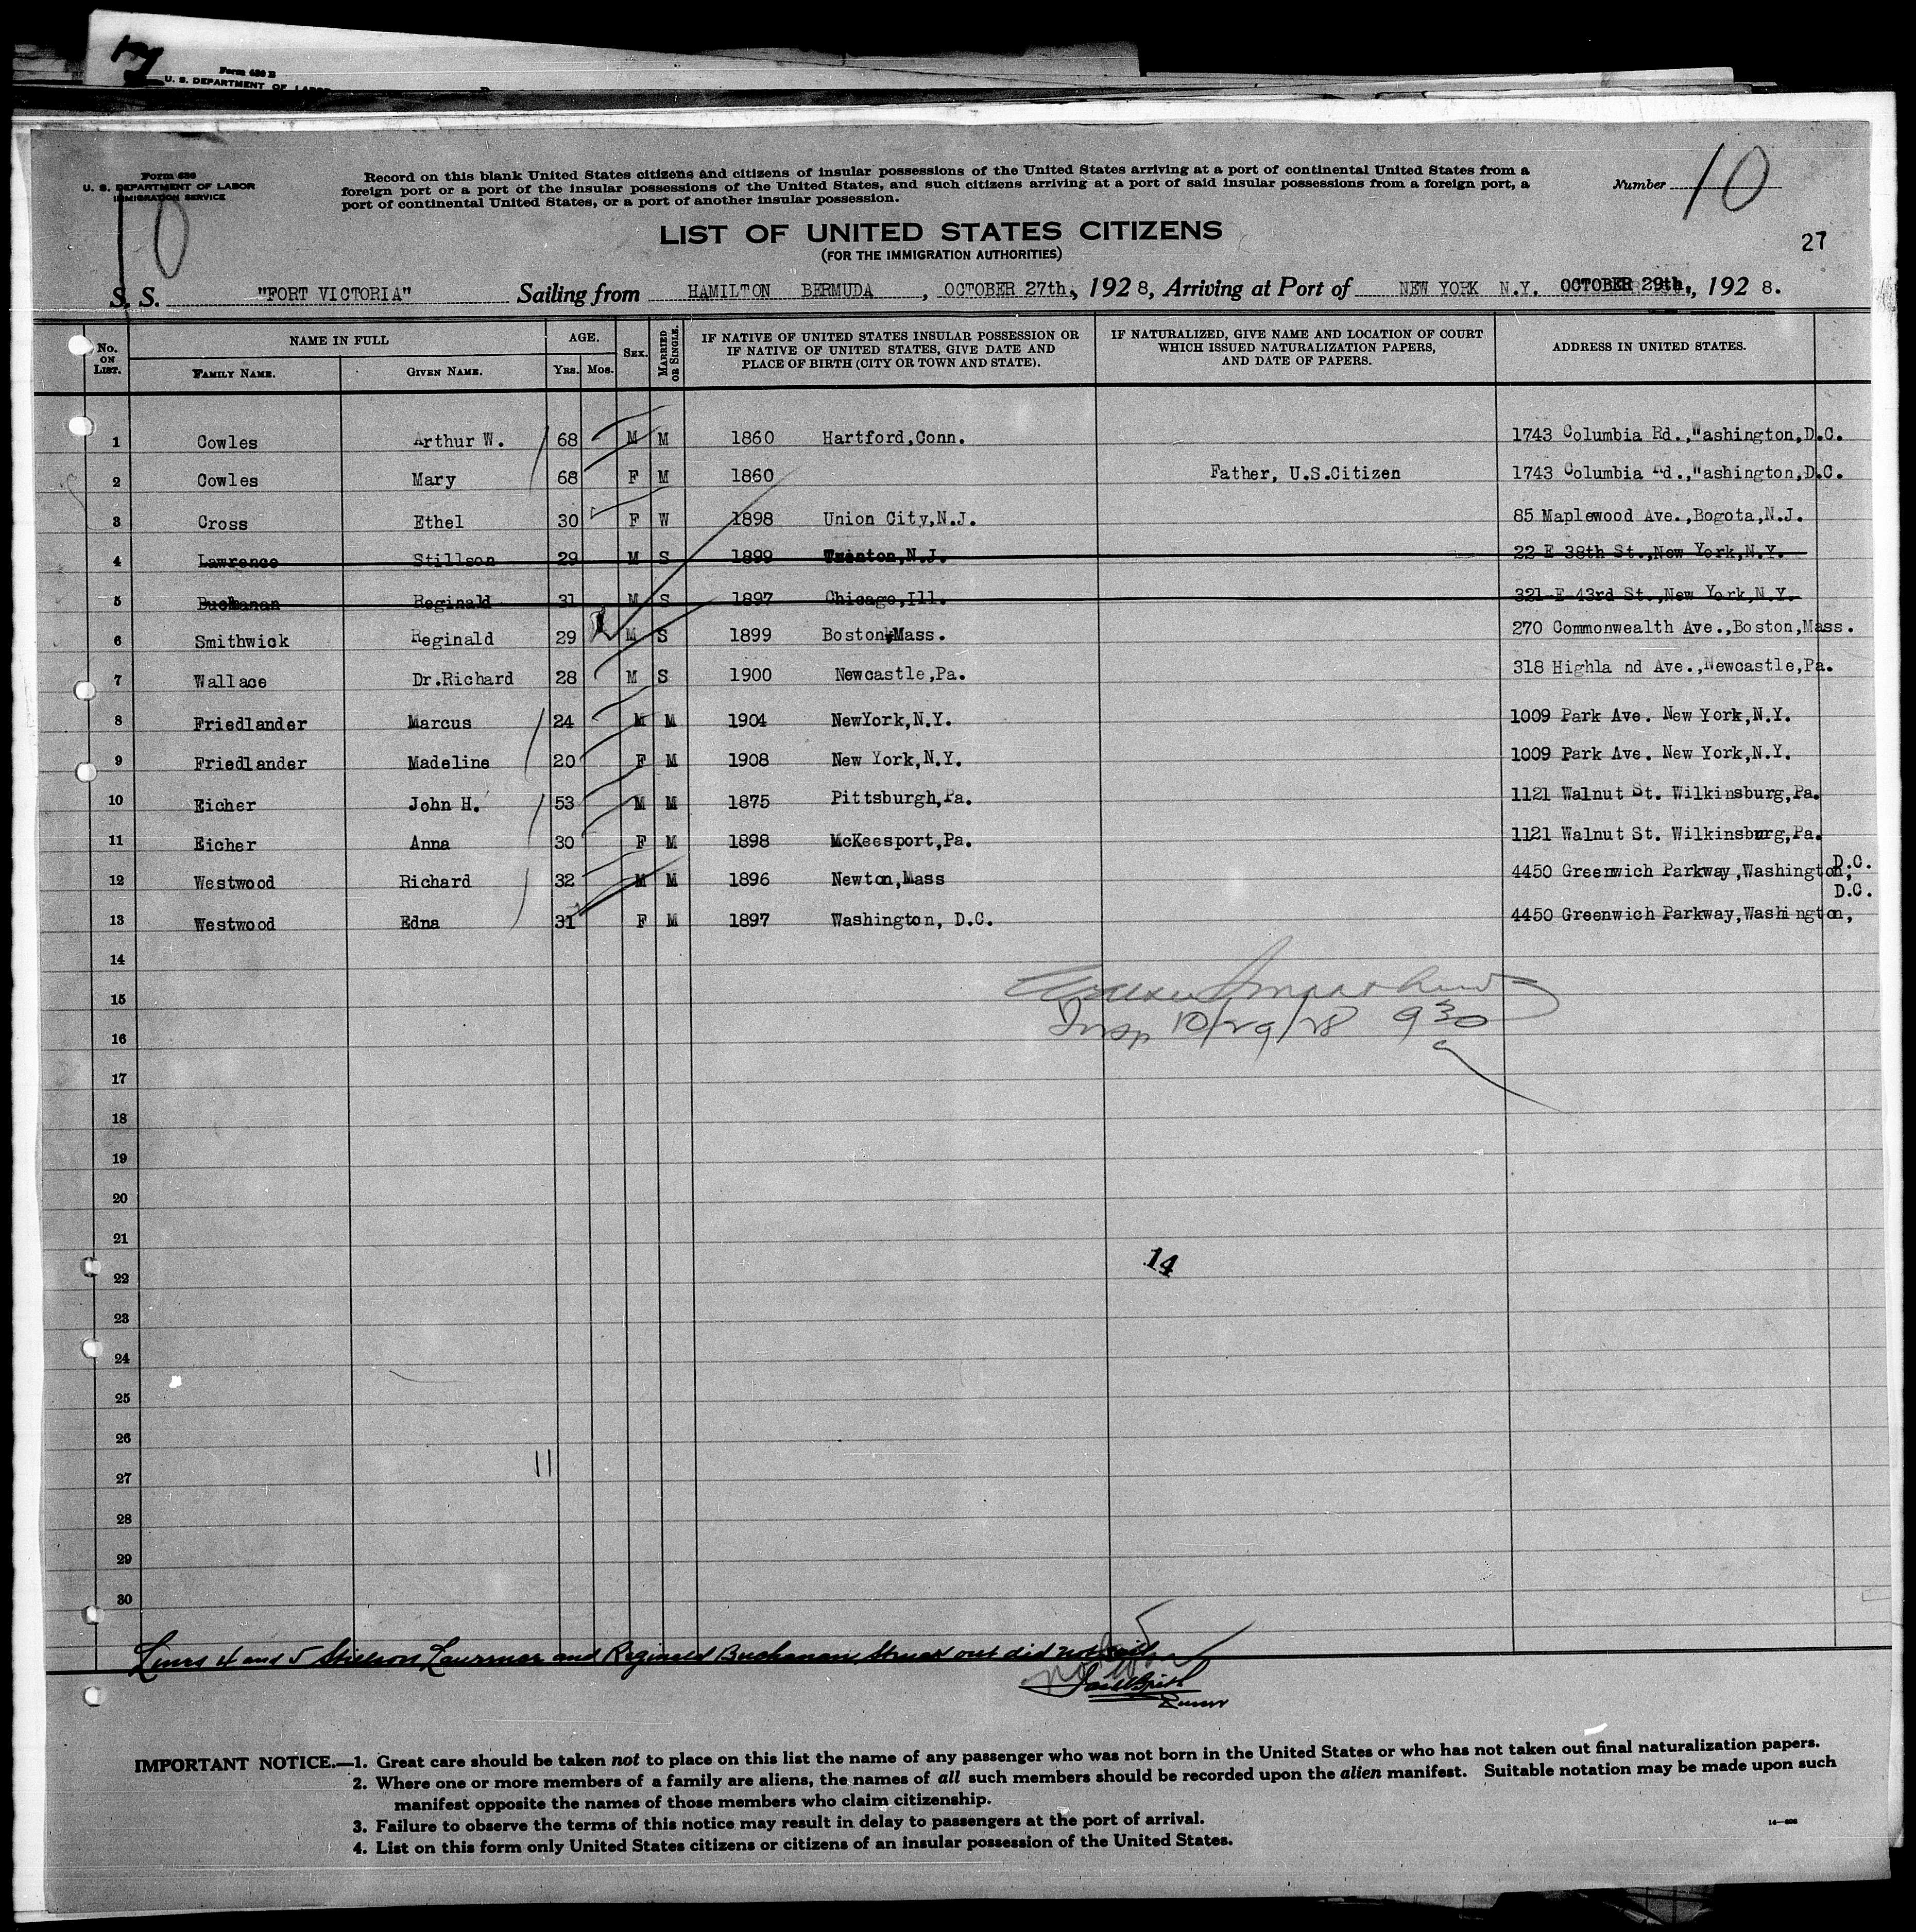 Form 630 B
U. S. DEPARTMENT OF LABOR
Form 630
U. S. DEPARTMENT OF LABOR
IMMIGRATION SERVICE
10
Record on this blank United States citizens and citizens of insular possessions of the United States arriving at a port of continental United States from a
foreign port or a port of the insular possessions of the United States, and such citizens arriving at a port of said insular possessions from a foreign port, a
port of continental United States, or a port of another insular possession.
Number 10
LIST OF UNITED STATES CITIZENS
(FOR THE IMMIGRATION AUTHORITIES)
27
S. S. "FORT VICTORIA" Sailing from HAMILTON BERMUDA, OCTOBER 27th, 1928, Arriving at Port of NEW YORK N.Y. OCTOBER 29th, 1928.
No. ON LIST. NAME IN FULL FAMILY NAME. GIVEN NAME. AGE. YRS. MOS. SEX. MARRIED OR SINGLE. IF NATIVE OF UNITED STATES INSULAR POSSESSION OR IF NATIVE OF UNITED STATES, GIVE DATE AND PLACE OF BIRTH (CITY OR TOWN AND STATE). IF NATURALIZED, GIVE NAME AND LOCATION OF COURT WHICH ISSUED NATURALIZATION PAPERS, AND DATE OF PAPERS. ADDRESS IN UNITED STATES.
1 Cowles Arthur W. 68 M M 1860 Hartford,Conn. 1743 Columbia Rd.,Washington,D.C.
2 Cowles Mary 68 F M 1860 Father, U.S.Citizen 1743 Columbia Rd.,Washington,D.C.
3 Cross Ethel 30 F W 1898 Union City,N.J. 85 Maplewood Ave.,Bogota,N.J.
4 Lawrence Stillson 29 M S 1899 Trenton,N.J. 22 E 38th St.,New York,N.Y.
5 Buchanan Reginald 31 M S 1897 Chicago,Ill. 321 E 43rd St.,New York,N.Y.
6 Smithwick Reginald 29 M S 1899 Boston,Mass. 270 Commonwealth Ave.,Boston,Mass.
7 Wallace Dr.Richard 28 M S 1900 Newcastle,Pa. 318 Highla nd Ave.,Newcastle,Pa.
8 Friedlander Marcus 24 M M 1904 NewYork,N.Y. 1009 Park Ave. New York,N.Y.
9 Friedlander Madeline 20 F M 1908 New York,N.Y. 1009 Park Ave. New York,N.Y.
10 Eicher John H. 53 M M 1875 Pittsburgh,Pa. 1121 Walnut St. Wilkinsburg,Pa.
11 Eicher Anna 30 F M 1898 McKeesport,Pa. 1121 Walnut St. Wilkinsburg,Pa.
12 Westwood Richard 32 M M 1896 Newton,Mass 4450 Greenwich Parkway,Washington, D.C.
13 Westwood Edna 31 F M 1897 Washington, D.C. 4450 Greenwich Parkway,Washington, D.C.
14
15
Insp 10/29/28 9 30
16
17
18
19
20
21
14
22
23
24
25
26
11
27
28
29
30
Lines 4 and 5 Stillson Lawrence and Reginald Buchanan Struck out did not sail
Purser
IMPORTANT NOTICE.—1. Great care should be taken not to place on this list the name of any passenger who was not born in the United States or who has not taken out final naturalization papers.
2. Where one or more members of a family are aliens, the names of all such members should be recorded upon the alien manifest. Suitable notation may be made upon such
manifest opposite the names of those members who claim citizenship.
3. Failure to observe the terms of this notice may result in delay to passengers at the port of arrival.
4. List on this form only United States citizens or citizens of an insular possession of the United States.